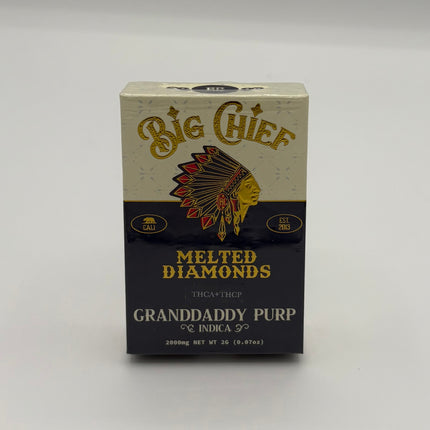 BIG CHIEF
CALI
EST.
2013
MELTED
DIAMONDS
THCA+THCP
GRANDDADDY PURP
INDICA
2000mg NET WT 2G (0.07oz)